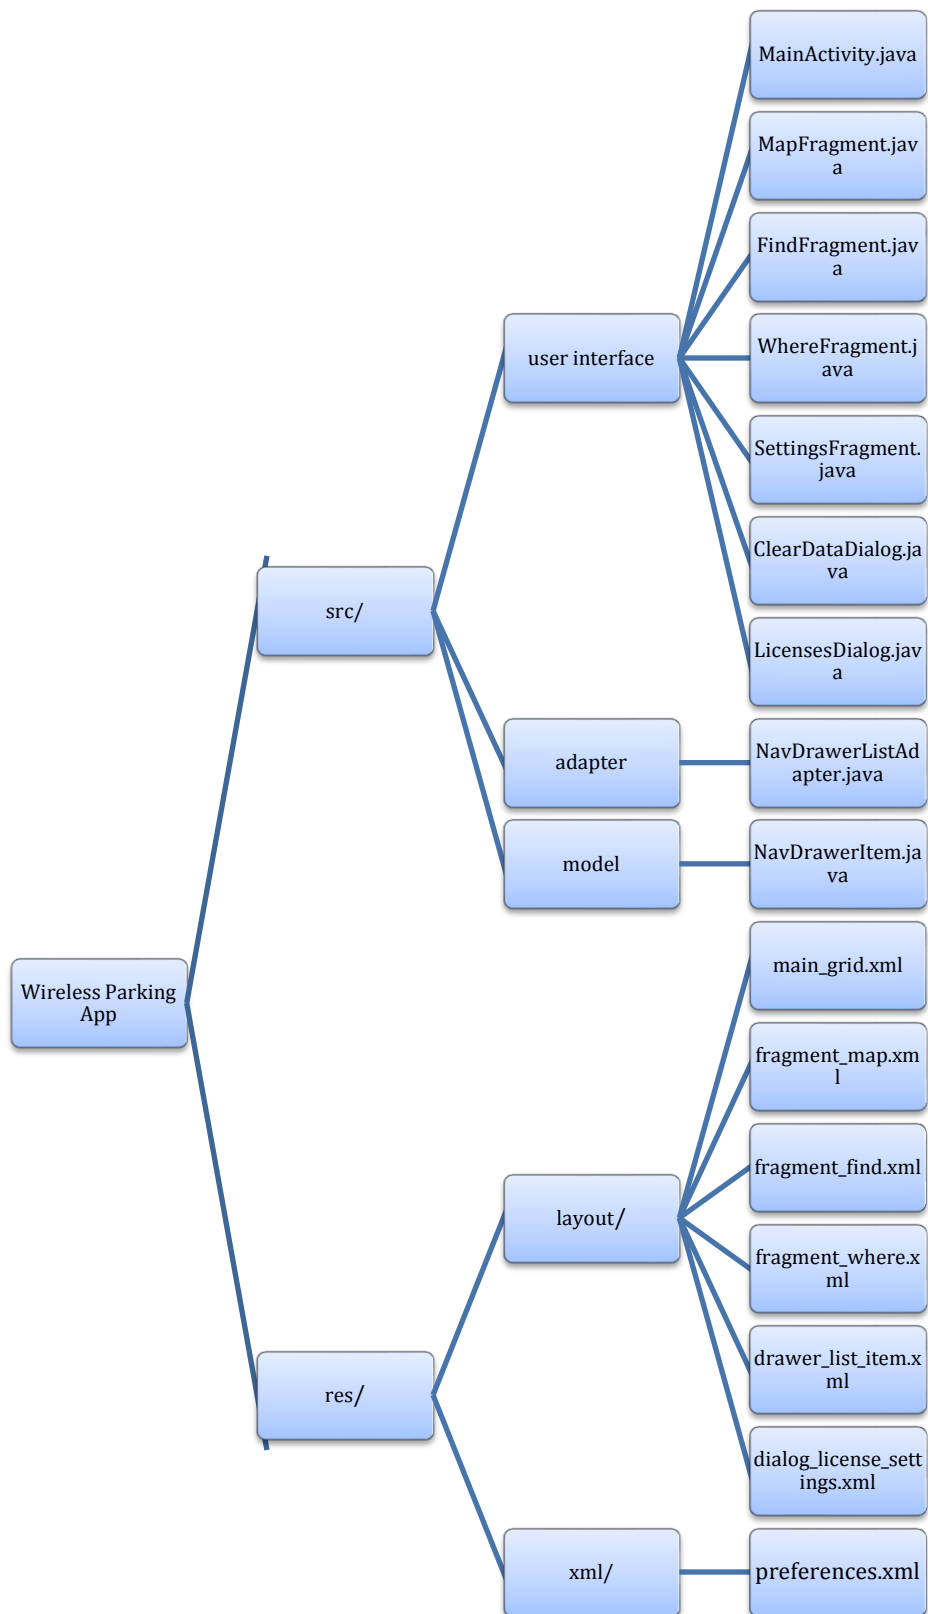 MainActivity.java
MapFragment.jav
a
FindFragment.jav
a
user interface
WhereFragment.j
ava
SettingsFragment.
java
ClearDataDialog.ja
va
src/
LicensesDialog.jav
a
adapter
NavDrawerListAd
apter.java
model
NavDrawerItem.ja
va
Wireless Parking
App
main_grid.xml
fragment_map.xm
l
fragment_find.xml
layout/
fragment_where.x
ml
drawer_list_item.x
ml
res/
dialog_license_sett
ings.xml
xml/
preferences.xml